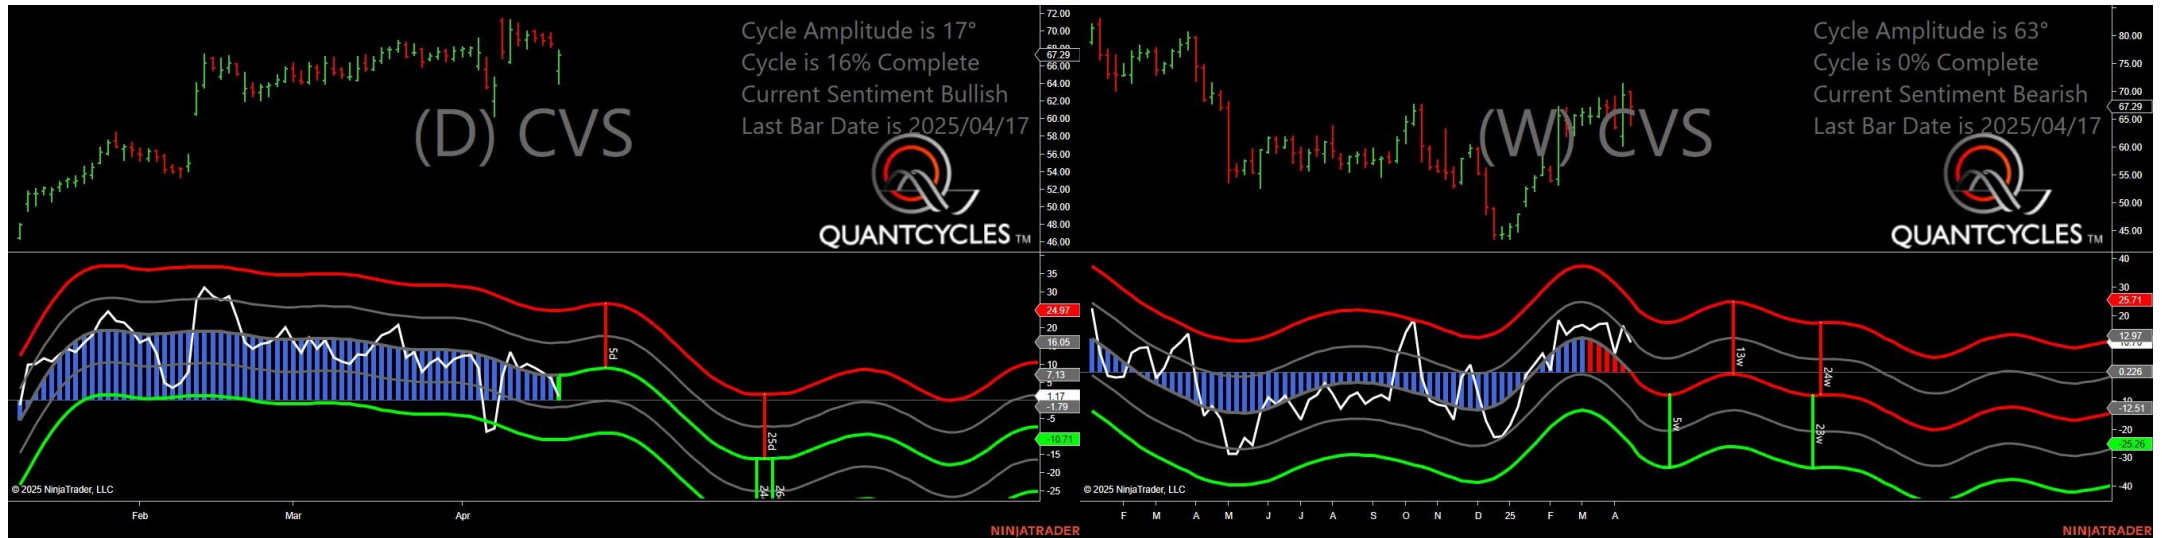 Cycle Amplitude is 17°
Cycle is 16% Complete
Current Sentiment Bullish
Last Bar Date is 2025/04/17
(D) CVS
QUANTCYCLES TM
72.00
70.00
67.29
66.00
64.00
62.00
60.00
58.00
56.00
54.00
52.00
50.00
48.00
46.00
35
30
24.97
20
16.05
10
7.13
5
1.17
-1.79
-5
-10.71
-15
-20
-25
5d
25d
24
26
© 2025 NinjaTrader, LLC
Feb
Mar
Apr
NINJATRADER
Cycle Amplitude is 63°
Cycle is 0% Complete
Current Sentiment Bearish
Last Bar Date is 2025/04/17
(W) CVS
QUANTCYCLES TM
80.00
75.00
70.00
67.29
65.00
60.00
55.00
50.00
45.00
40
30
25.71
20
12.97
0.226
-12.51
-20
-25.26
-30
-40
13w
24w
5w
23w
© 2025 NinjaTrader, LLC
F
M
A
M
J
J
A
S
O
N
D
25
F
M
A
NINJATRADER